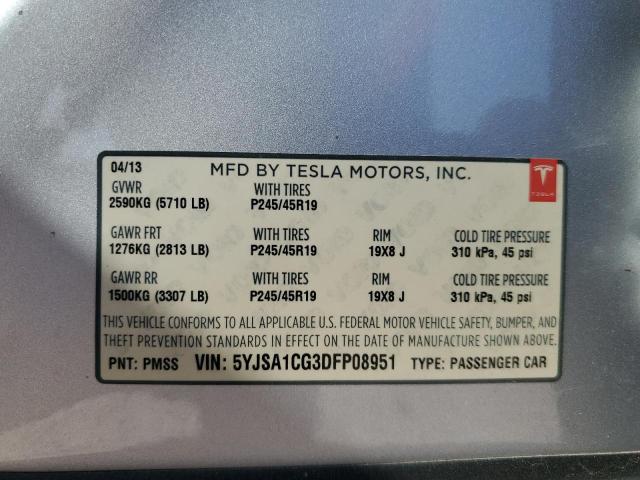 04/13 MFD BY TESLA MOTORS, INC.
TESLA
GVWR WITH TIRES
2590KG (5710 LB) P245/45R19
GAWR FRT WITH TIRES RIM COLD TIRE PRESSURE
1276KG (2813 LB) P245/45R19 19X8 J 310 kPa, 45 psi
GAWR RR WITH TIRES RIM COLD TIRE PRESSURE
1500KG (3307 LB) P245/45R19 19X8 J 310 kPa, 45 psi
THIS VEHICLE CONFORMS TO ALL APPLICABLE U.S. FEDERAL MOTOR VEHICLE SAFETY, BUMPER, AND
THEFT PREVENTION STANDARDS IN EFFECT ON THE DATE OF MANUFACTURE SHOWN ABOVE.
PNT: PMSS VIN: 5YJSA1CG3DFP08951 TYPE: PASSENGER CAR